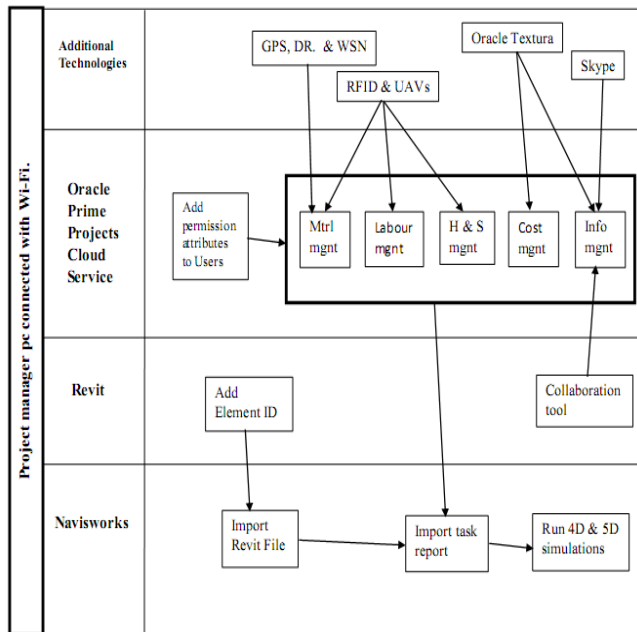 Project manager pc connected with Wi-Fi.
Additional
Technologies
GPS, DR. & WSN
Oracle Textura
Skype
RFID & UAVs
Oracle
Prime
Projects
Cloud
Service
Add
permission
attributes
to Users
Mtrl
mgnt
Labour
mgnt
H & S
mgnt
Cost
mgnt
Info
mgnt
Revit
Add
Element ID
Collaboration
tool
Navisworks
Import
Revit File
Import task
report
Run 4D & 5D
simulations